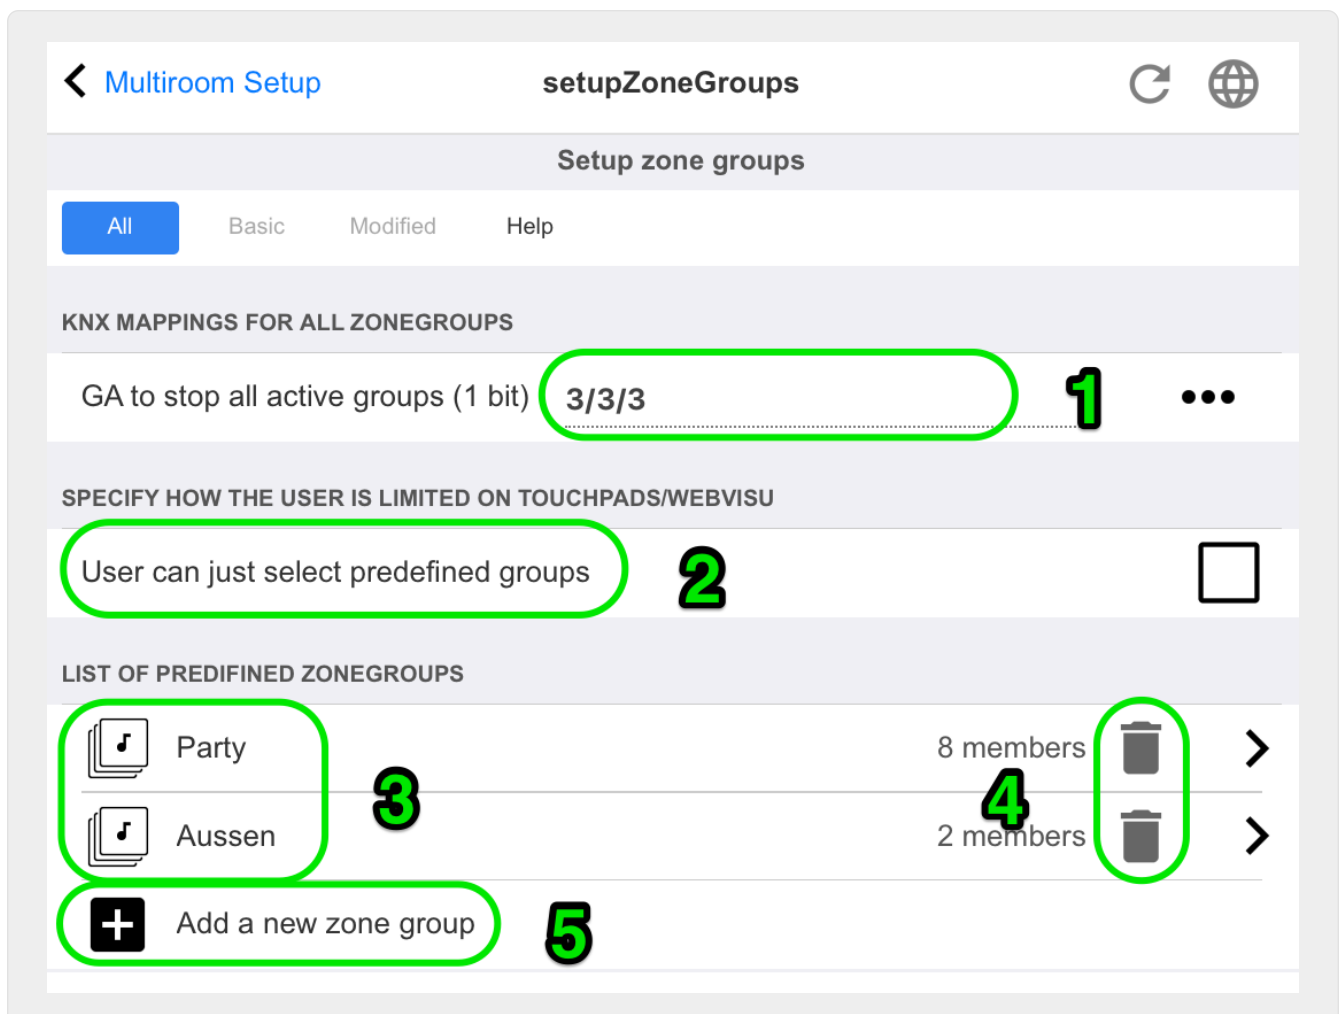 Multiroom Setup setupZoneGroups
Setup zone groups
All Basic Modified Help
KNX MAPPINGS FOR ALL ZONEGROUPS
GA to stop all active groups (1 bit) 3/3/3 1
SPECIFY HOW THE USER IS LIMITED ON TOUCHPADS/WEBVISU
User can just select predefined groups 2
LIST OF PREDIFINED ZONEGROUPS
Party 8 members
3 4
Aussen 2 members
Add a new zone group 5